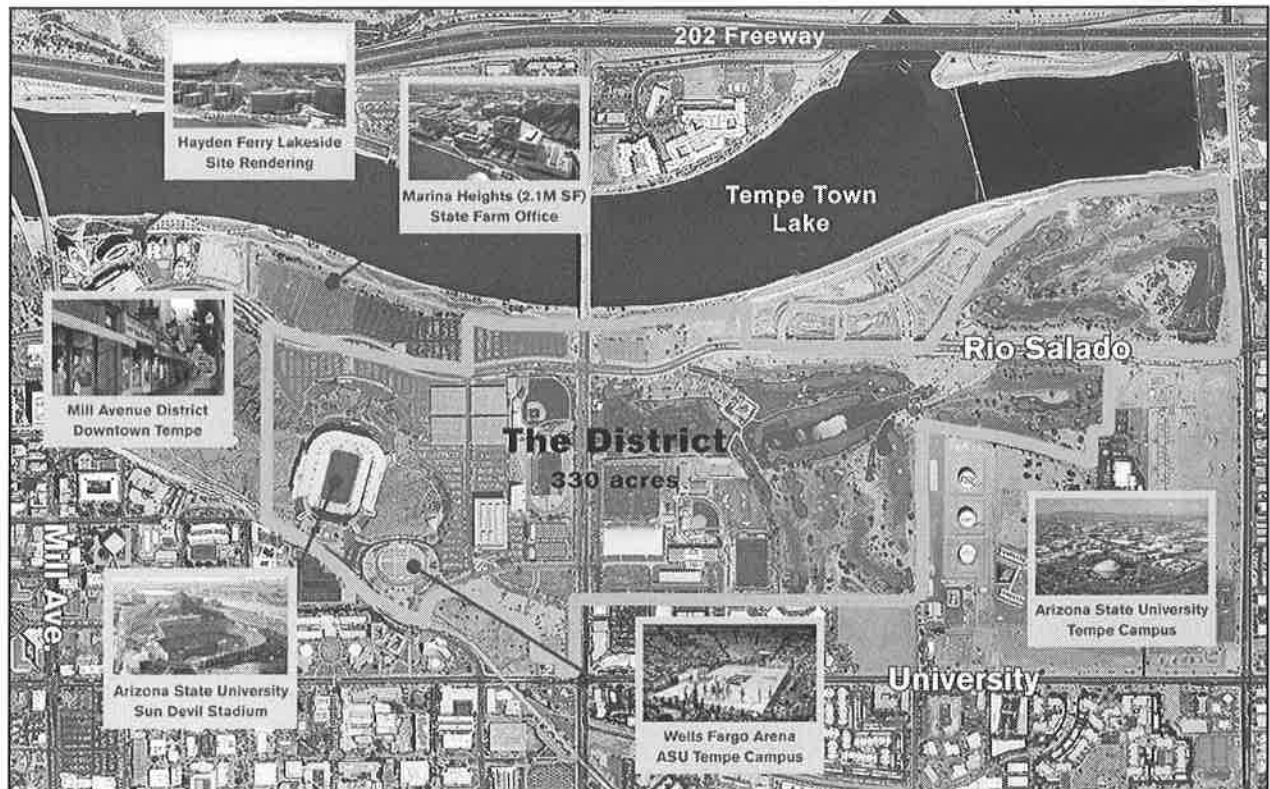 202 Freeway
Hayden Ferry Lakeside
Site Rendering
Marina Heights (2.1M SF)
State Farm Office
Tempe Town
Lake
Rio Salado
Mill Avenue District
Downtown Tempe
The District
330 acres
Mill Ave.
Arizona State University
Tempe Campus
Arizona State University
Sun Devil Stadium
University
Wells Fargo Arena
ASU Tempe Campus